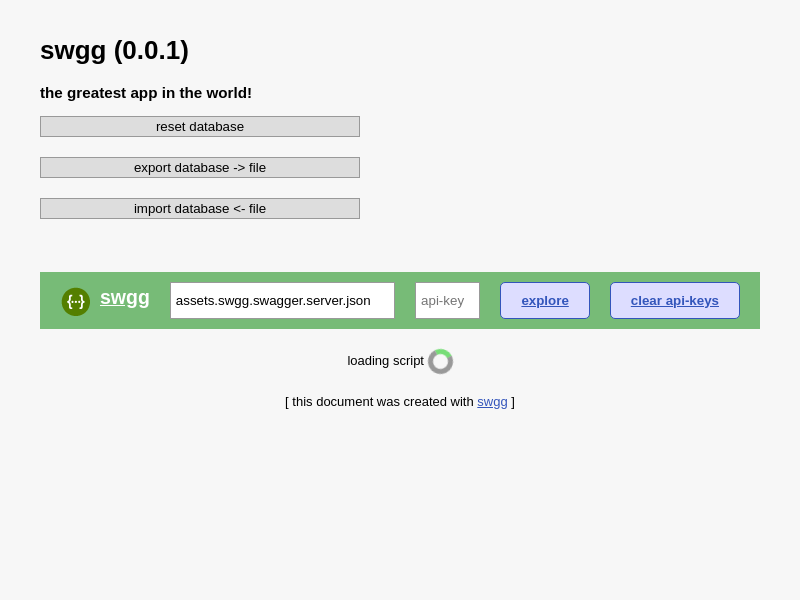 swgg (0.0.1)
the greatest app in the world!
reset database
export database -> file
import database <- file
{···} swgg assets.swgg.swagger.server.json api-key explore clear api-keys
loading script
[ this document was created with swgg ]